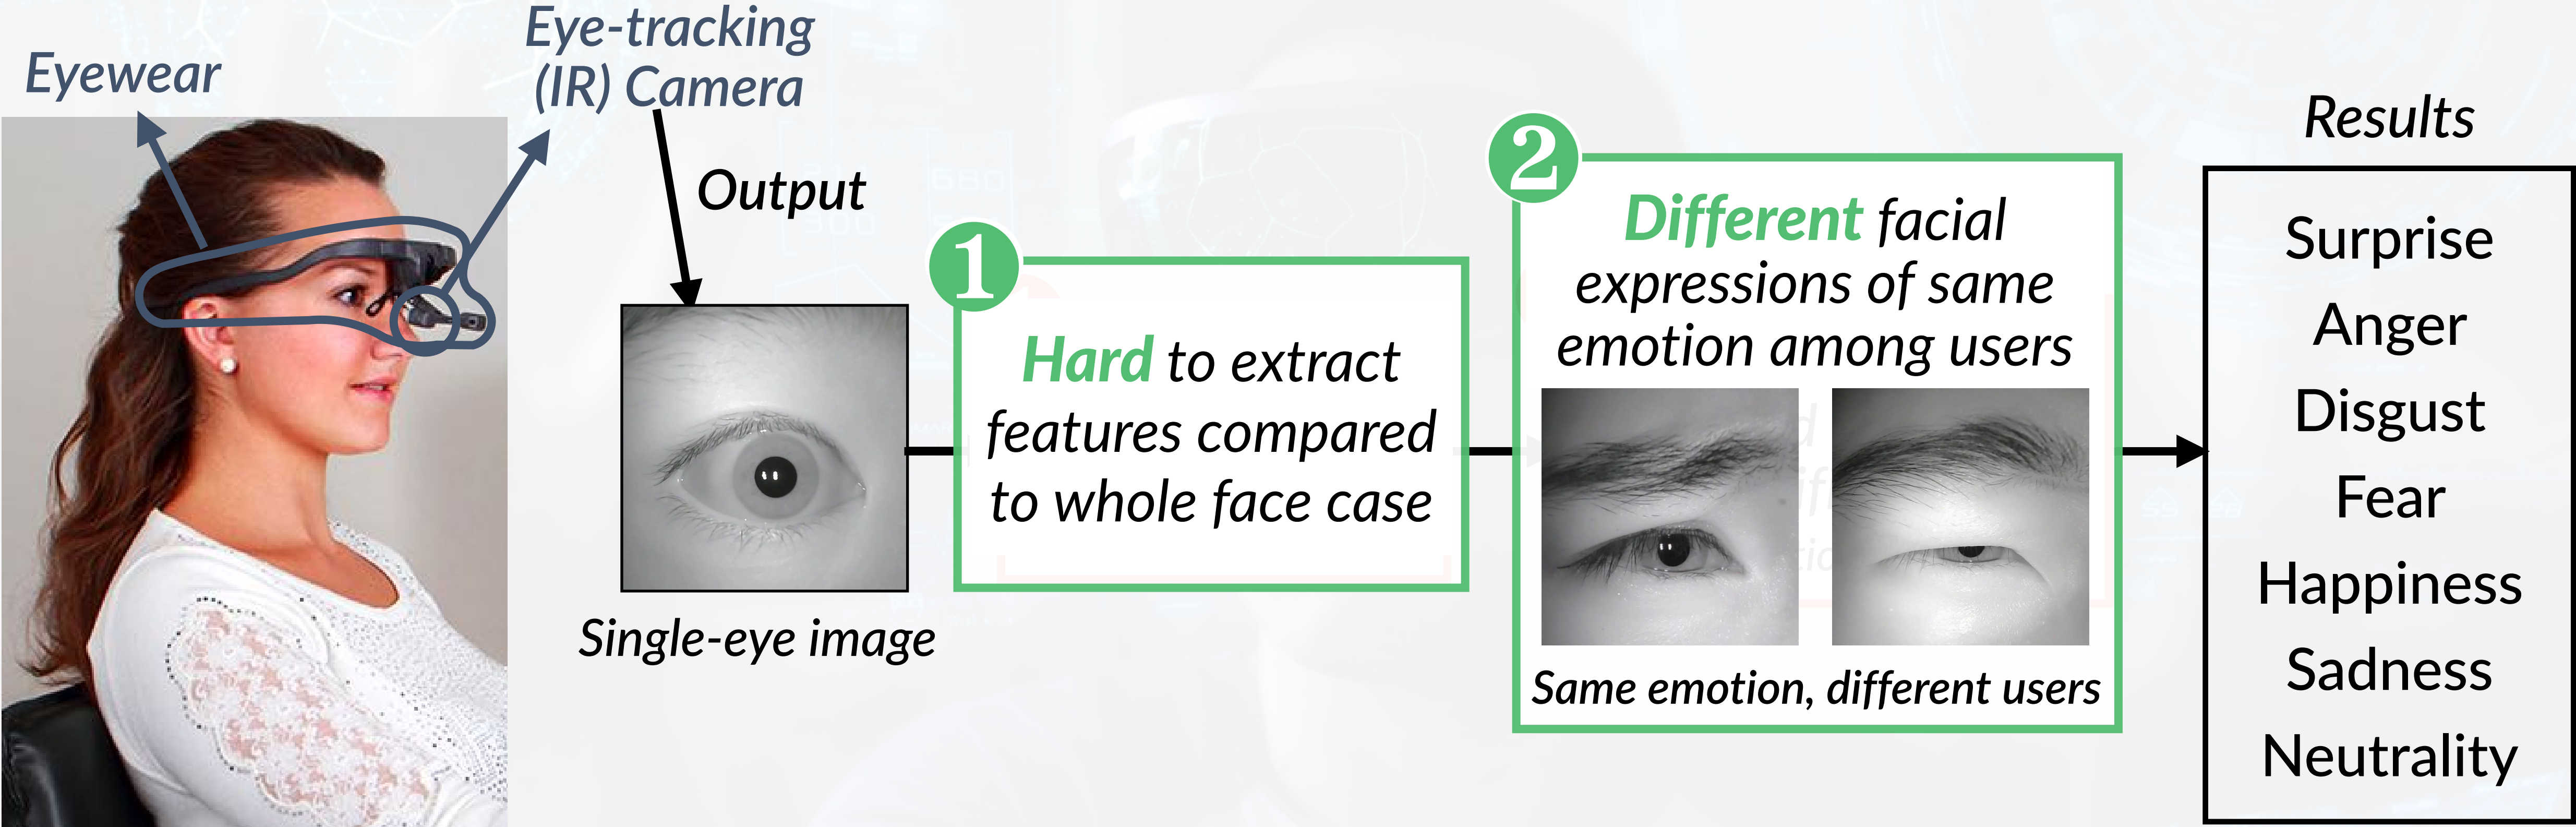 Eyewear
Eye-tracking
(IR) Camera
Output
Single-eye image
1
Hard to extract
features compared
to whole face case
2
Different facial
expressions of same
emotion among users
Same emotion, different users
Results
Surprise
Anger
Disgust
Fear
Happiness
Sadness
Neutrality